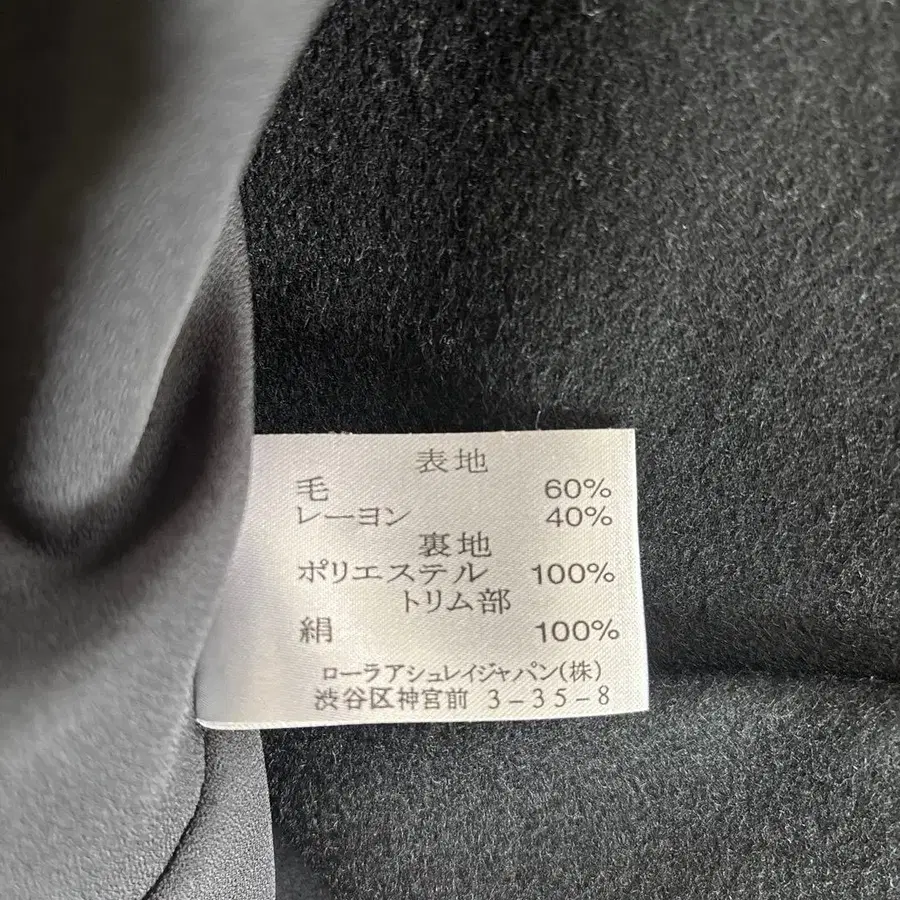 表地
毛 60%
レーヨン 40%
裏地
ポリエステル 100%
トリム部
絹 100%
ローラアシュレイジャパン(株)
渋谷区神宮前 3-35-8